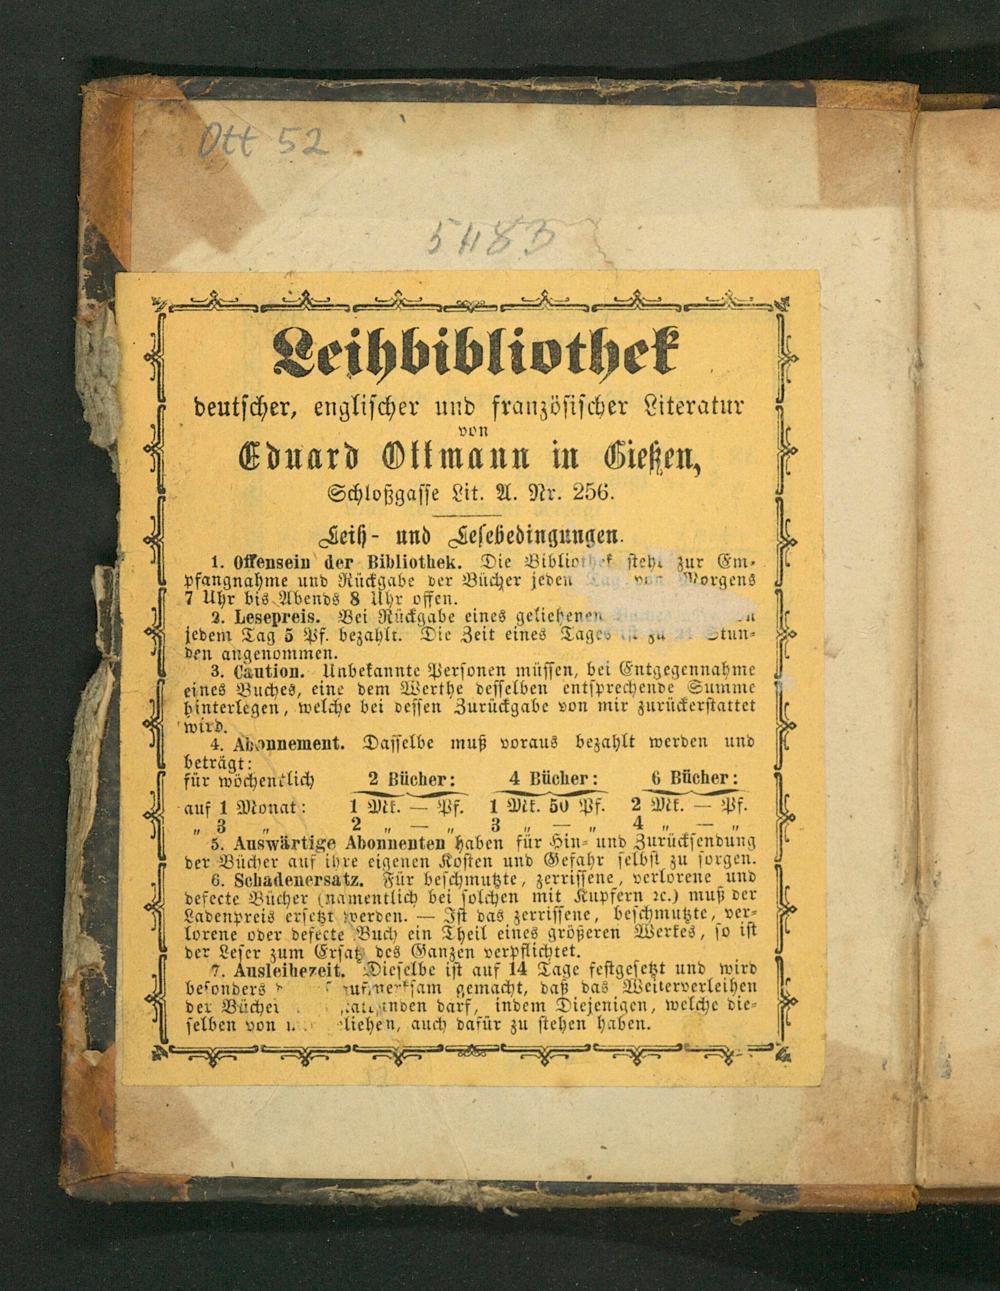 Ott 52
Leihbibliothek
deutscher, englischer und französischer Literatur
von
Eduard Ottmann in Gießen,
Schloßgasse Lit. A. Nr. 256.
Leih- und Lesebedingungen.
1. Offensein der Bibliothek. Die Bibliothek steht zur Em-
pfangnahme und Rückgabe der Bücher jeden Tag von Morgens
7 Uhr bis Abends 8 Uhr offen.
2. Lesepreis. Bei Rückgabe eines geliehenen
jedem Tag 5 Pf. bezahlt. Die Zeit eines Tages ist zu 24 Stun-
den angenommen.
3. Caution. Unbekannte Personen müssen, bei Entgegennahme
eines Buches, eine dem Werthe desselben entsprechende Summe
hinterlegen, welche bei dessen Zurückgabe von mir zurückerstattet
wird.
4. Abonnement. Dasselbe muß voraus bezahlt werden und
beträgt:
für wöchentlich 2 Bücher: 4 Bücher: 6 Bücher:
auf 1 Monat: 1 Mk. — Pf. 1 Mk. 50 Pf. 2 Mk. — Pf.
„ 3 „ 2 „ — „ 3 „ — „ 4 „ — „
5. Auswärtige Abonnenten haben für Hin- und Zurücksendung
der Bücher auf ihre eigenen Kosten und Gefahr selbst zu sorgen.
6. Schadenersatz. Für beschmutzte, zerrissene, verlorene und
defecte Bücher (namentlich bei solchen mit Kupfern ꝛc.) muß der
Ladenpreis ersetzt werden. — Ist das zerrissene, beschmutzte, ver-
lorene oder defecte Buch ein Theil eines größeren Werkes, so ist
der Leser zum Ersatz des Ganzen verpflichtet.
7. Ausleihezeit. Dieselbe ist auf 14 Tage festgesetzt und wird
besonders aufmerksam gemacht, daß das Weiterverleihen
der Bücher darf, indem Diejenigen, welche die-
selben von auch dafür zu stehen haben.